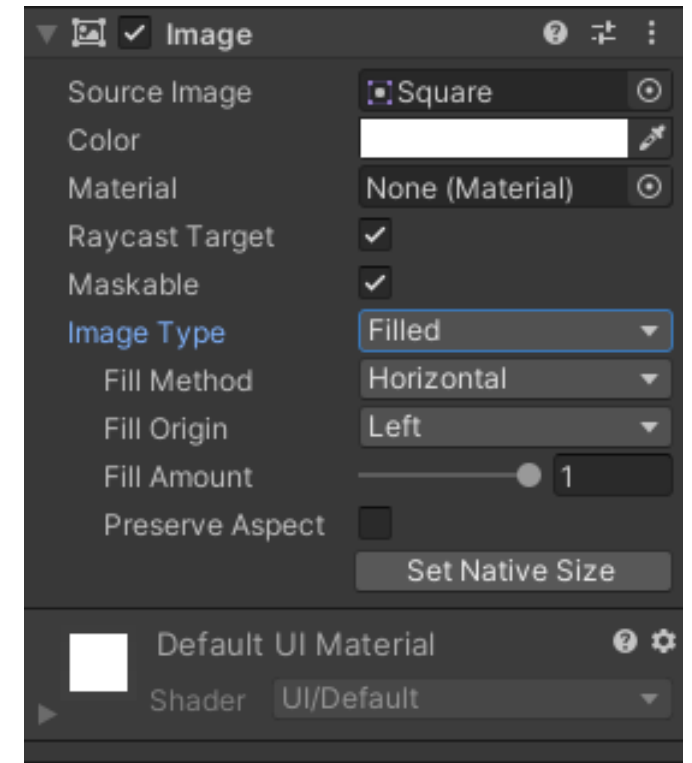 Image
Source Image Square
Color
Material None (Material)
Raycast Target
Maskable
Image Type Filled
Fill Method Horizontal
Fill Origin Left
Fill Amount 1
Preserve Aspect
Set Native Size
Default UI Material
Shader UI/Default